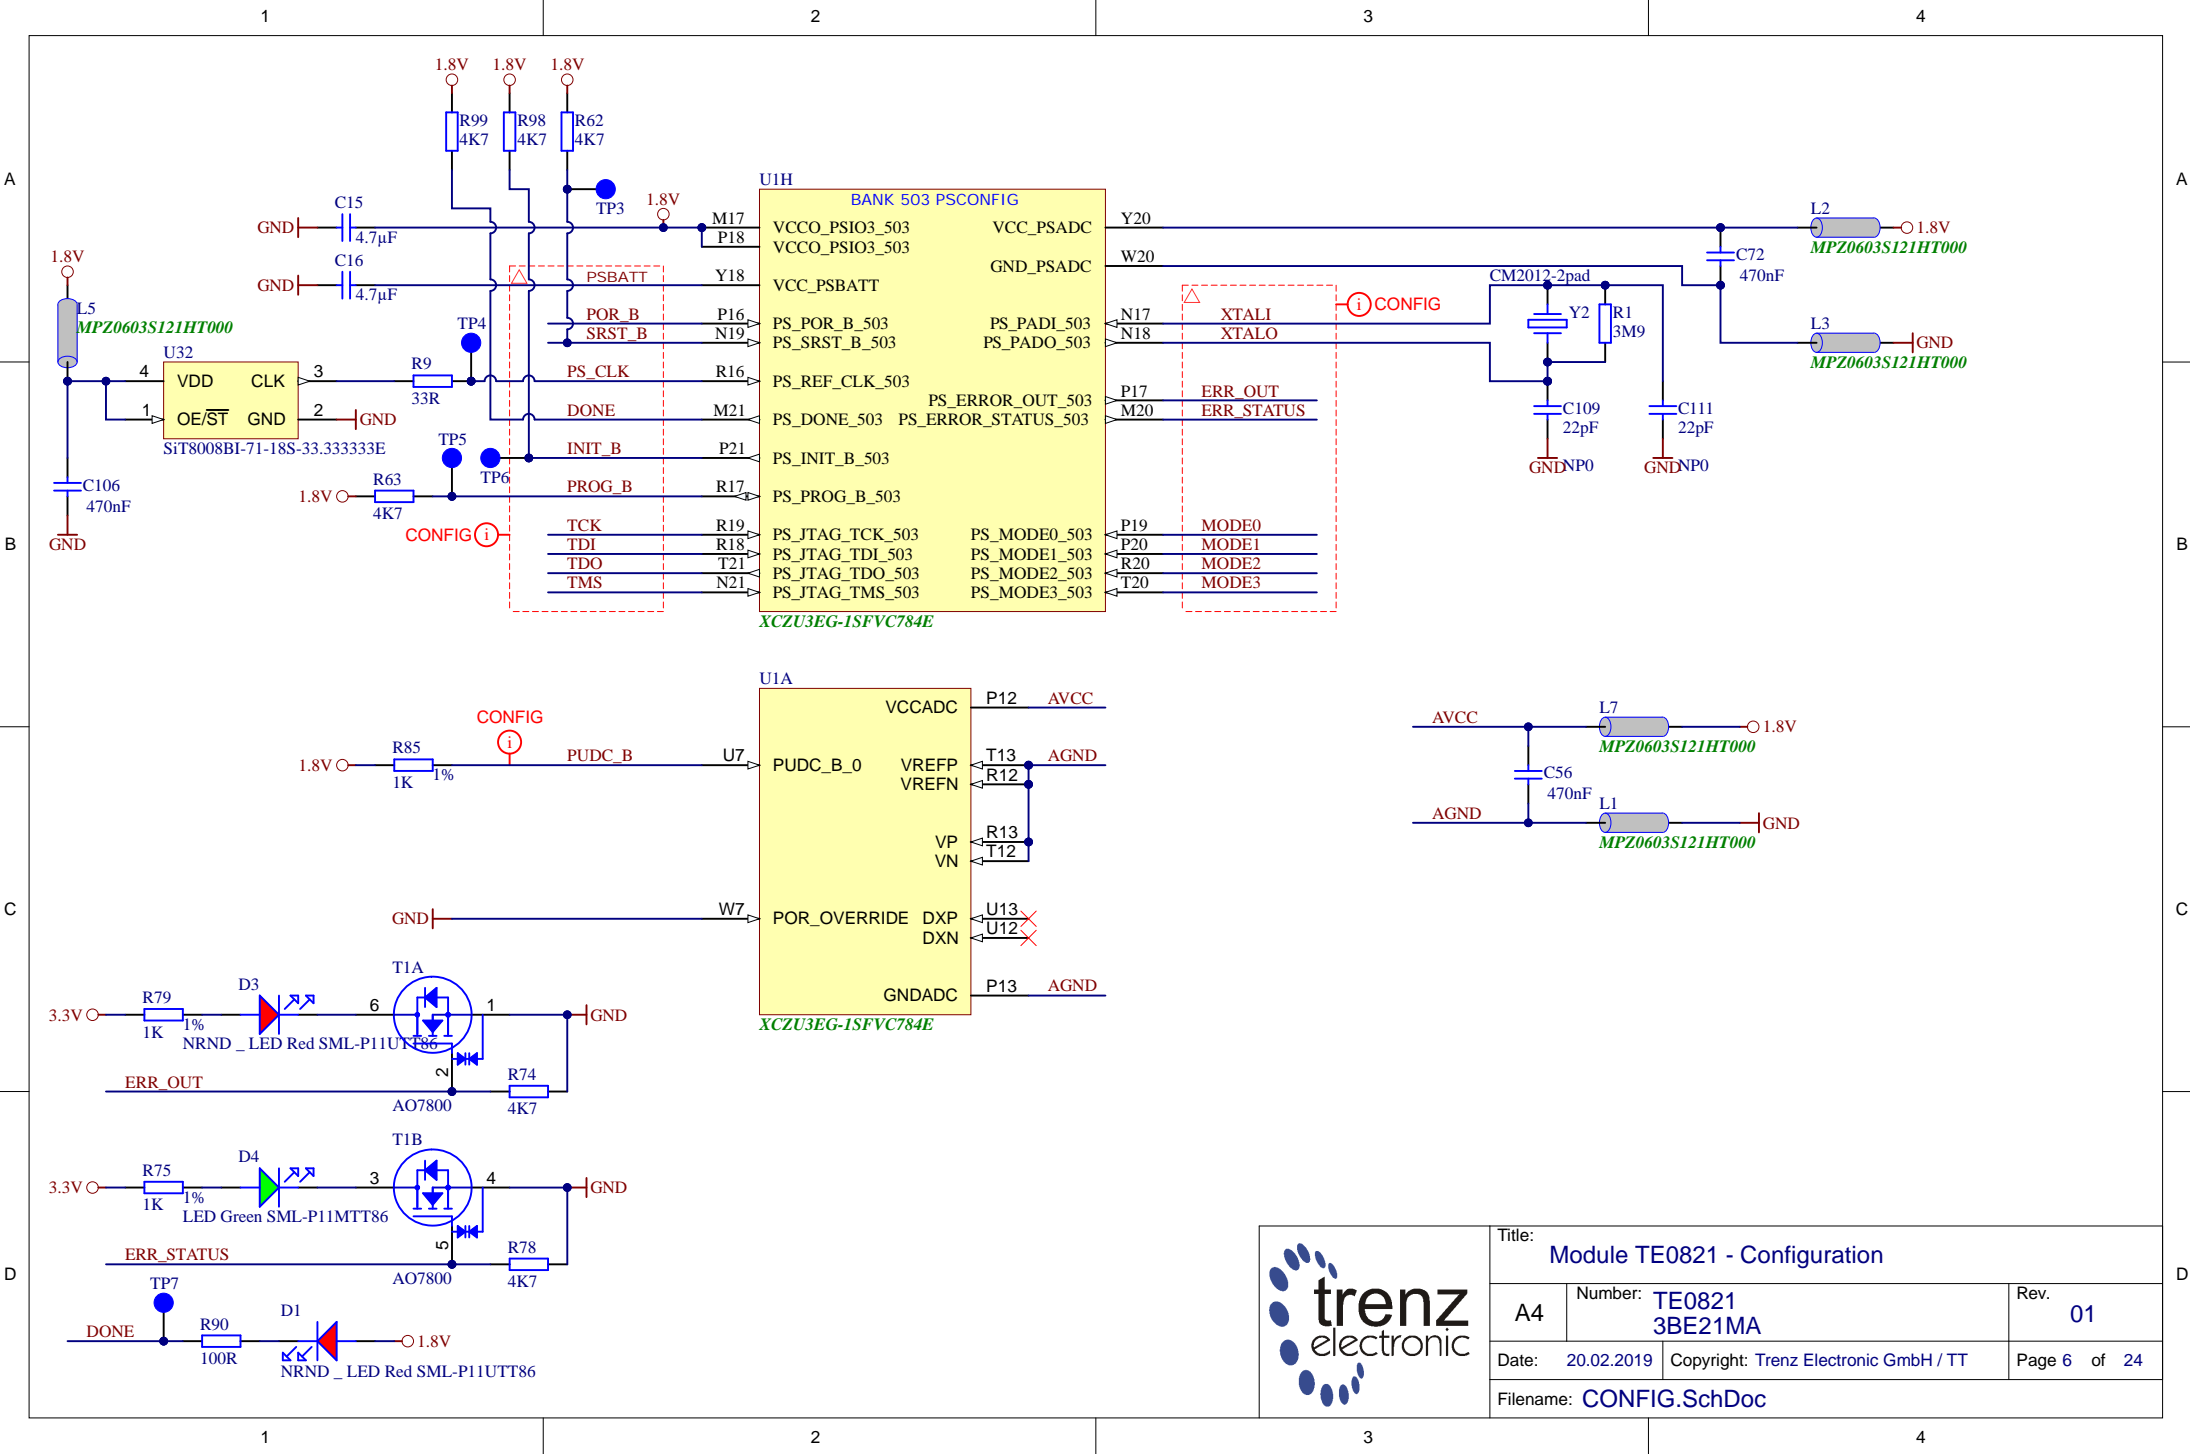 1 2 3 4
A
A
B
B
C
C
D
D
1.8V 1.8V 1.8V
R99 R98 R62
4K7 4K7 4K7
TP3
C15
GND
4.7µF
1.8V
C16
GND
4.7µF
PSBATT
POR_B
SRST_B
PS_CLK
DONE
INIT_B
PROG_B
TCK
TDI
TDO
TMS
CONFIG i
1.8V
L5
MPZ0603S121HT000
U32
4 VDD CLK 3
1 OE/ST GND 2 GND
SiT8008BI-71-18S-33.333333E
C106
470nF
GND
TP4
R9
33R
TP5
TP6
1.8V R63
4K7
U1H
BANK 503 PSCONFIG
M17 VCCO_PSIO3_503 VCC_PSADC Y20
P18 VCCO_PSIO3_503
GND_PSADC W20
Y18 VCC_PSBATT
P16 PS_POR_B_503 PS_PADI_503 N17
N19 PS_SRST_B_503 PS_PADO_503 N18
R16 PS_REF_CLK_503
PS_ERROR_OUT_503 P17
M21 PS_DONE_503 PS_ERROR_STATUS_503 M20
P21 PS_INIT_B_503
R17 PS_PROG_B_503
R19 PS_JTAG_TCK_503 PS_MODE0_503 P19
R18 PS_JTAG_TDI_503 PS_MODE1_503 P20
T21 PS_JTAG_TDO_503 PS_MODE2_503 R20
N21 PS_JTAG_TMS_503 PS_MODE3_503 T20
XCZU3EG-1SFVC784E
XTALI
XTALO
ERR_OUT
ERR_STATUS
MODE0
MODE1
MODE2
MODE3
i CONFIG
CM2012-2pad
Y2 R1
3M9
C109
22pF
GND NP0
C111
22pF
GND NP0
L2
1.8V
MPZ0603S121HT000
C72
470nF
L3
GND
MPZ0603S121HT000
U1A
VCCADC P12 AVCC
U7 PUDC_B_0 VREFP T13 AGND
VREFN R12
VP R13
VN T12
W7 POR_OVERRIDE DXP U13
DXN U12
GNDADC P13 AGND
XCZU3EG-1SFVC784E
CONFIG
i
1.8V R85 PUDC_B
1K 1%
GND
AVCC L7 1.8V
MPZ0603S121HT000
C56
470nF
AGND L1 GND
MPZ0603S121HT000
T1A
3.3V R79 D3 6 1 GND
1K 1%
NRND _ LED Red SML-P11UTT86
2
ERR_OUT R74
AO7800 4K7
T1B
3.3V R75 D4 3 4 GND
1K 1%
LED Green SML-P11MTT86
5
ERR_STATUS R78
AO7800 4K7
TP7
DONE R90 D1 1.8V
100R
NRND _ LED Red SML-P11UTT86
trenz
electronic
Title:
Module TE0821 - Configuration
A4 Number: TE0821
3BE21MA
Rev.
01
Date: 20.02.2019 Copyright: Trenz Electronic GmbH / TT Page 6 of 24
Filename: CONFIG.SchDoc
1 2 3 4